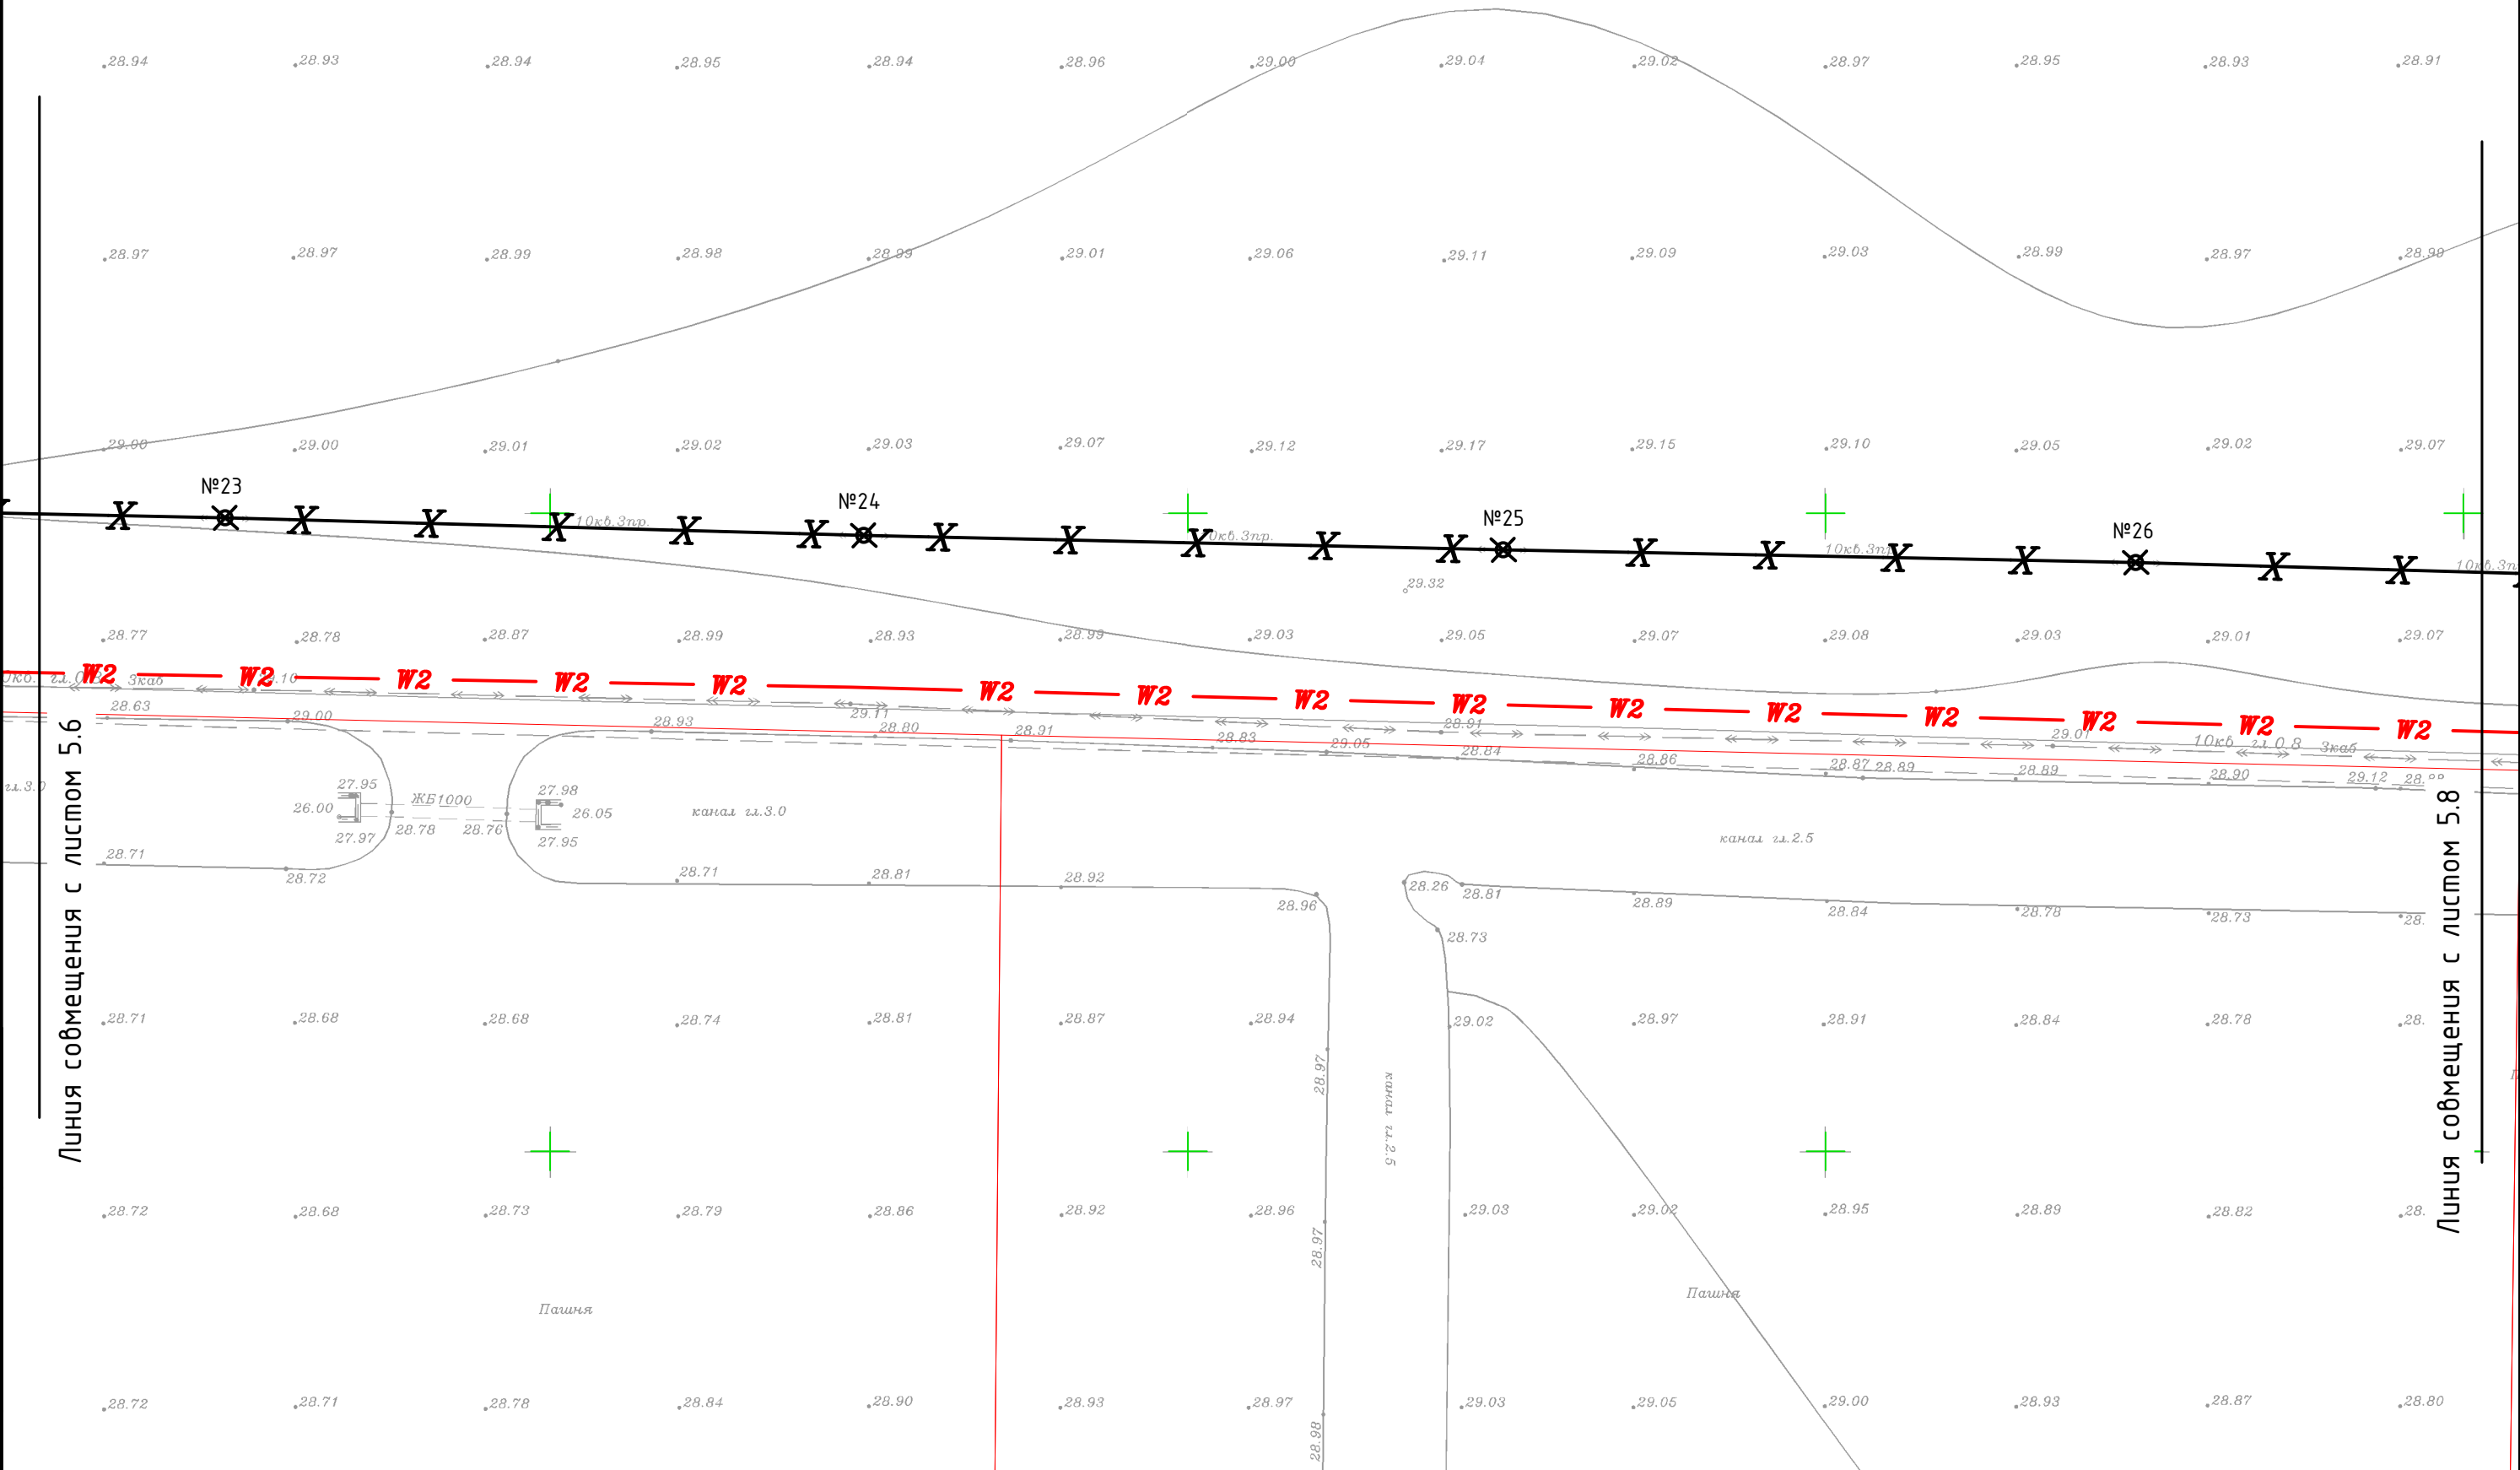 28.94 28.93 28.94 28.95 28.94 28.96 29.00 29.04 29.02 28.97 28.95 28.93 28.91
28.97 28.97 28.99 28.98 28.99 29.01 29.06 29.11 29.09 29.03 28.99 28.97 28.99
29.00 29.00 29.01 29.02 29.03 29.07 29.12 29.17 29.15 29.10 29.05 29.02 29.07
№23 №24 №25 №26
X X X X X X X X X X X X X X X X X
10кв.3пр. 0кв.3пр. 10кв.3пр 10кв.3п
29.32
28.77 28.78 28.87 28.99 28.93 28.99 29.03 29.05 29.07 29.08 29.03 29.01 29.07
W2 W2 W2 W2 W2 W2 W2 W2 W2 W2 W2 W2 W2 W2 W2
3каб
28.63 29.00 28.93 29.11 28.80 28.91 28.83 29.05 28.91 28.84 28.86 28.87 28.89 28.89 29.07 10кв гл.0.8 3каб 28.90 29.12
гл.3.0
27.95 ЖБ1000 27.98
26.00 26.05 канал гл.3.0
27.97 28.78 28.76 27.95
канал гл.2.5
28.71 28.72 28.71 28.81 28.92 28.96 28.26 28.81 28.89 28.84 28.78 28.73 28.
28.73
Линия совмещения с листом 5.6
Линия совмещения с листом 5.8
28.71 28.68 28.68 28.74 28.81 28.87 28.94 29.02 28.97 28.91 28.84 28.78 28.
28.97
канал гл.2.5
28.72 28.68 28.73 28.79 28.86 28.92 28.96 29.03 29.02 28.95 28.89 28.82 28.
28.97
Пашня Пашня
28.72 28.71 28.78 28.84 28.90 28.93 28.97 29.03 29.05 29.00 28.93 28.87 28.80
28.98